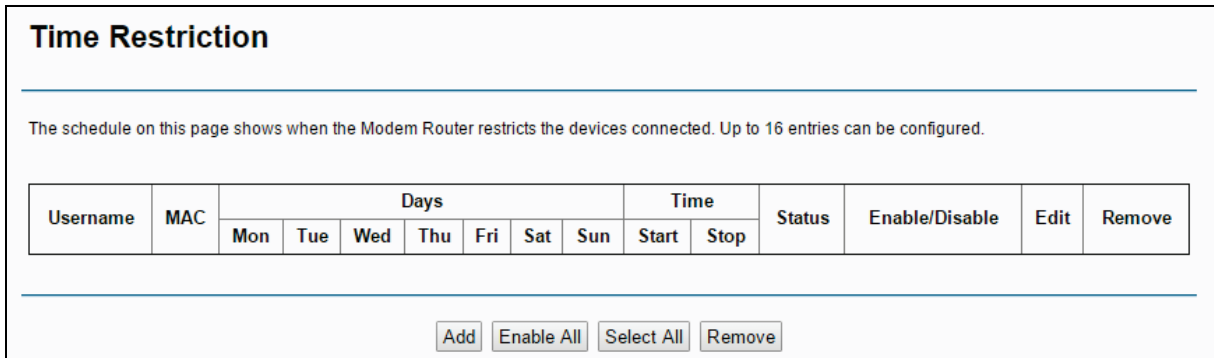 Time Restriction
The schedule on this page shows when the Modem Router restricts the devices connected. Up to 16 entries can be configured.
Username MAC Days Time Status Enable/Disable Edit Remove
Mon Tue Wed Thu Fri Sat Sun Start Stop
Add Enable All Select All Remove